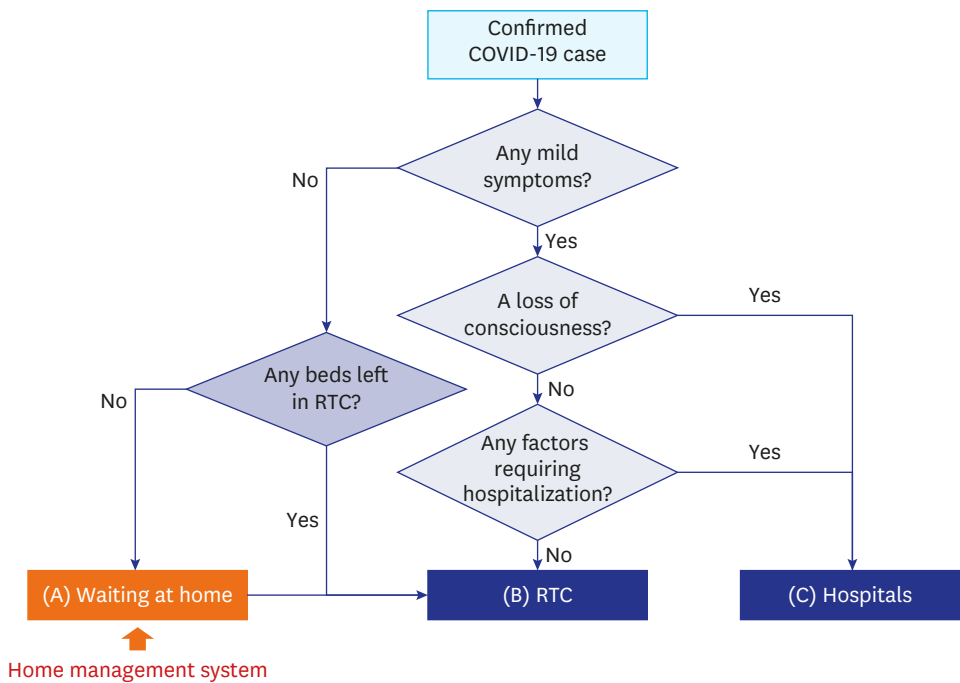 Confirmed
COVID-19 case
Any mild
symptoms?
No
Yes
A loss of
consciousness?
Yes
Any beds left
in RTC?
No
No
Any factors
requiring
hospitalization?
Yes
Yes
No
(A) Waiting at home
(B) RTC
(C) Hospitals
Home management system